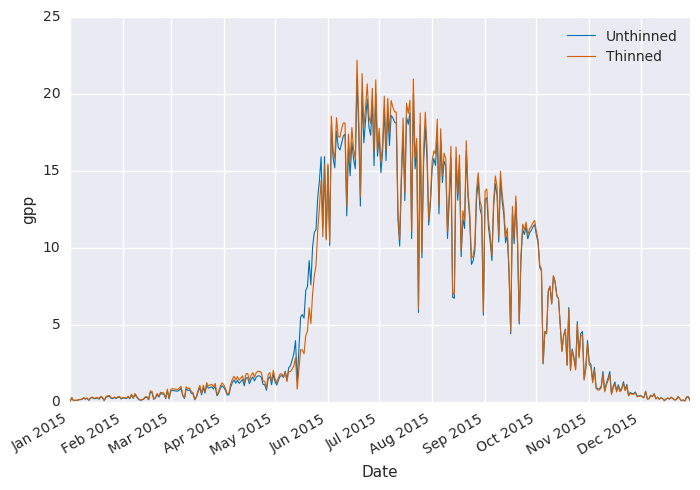 25
20
15
10
5
0
gpp
Unthinned
Thinned
Jan 2015
Feb 2015
Mar 2015
Apr 2015
May 2015
Jun 2015
Jul 2015
Aug 2015
Sep 2015
Oct 2015
Nov 2015
Dec 2015
Date